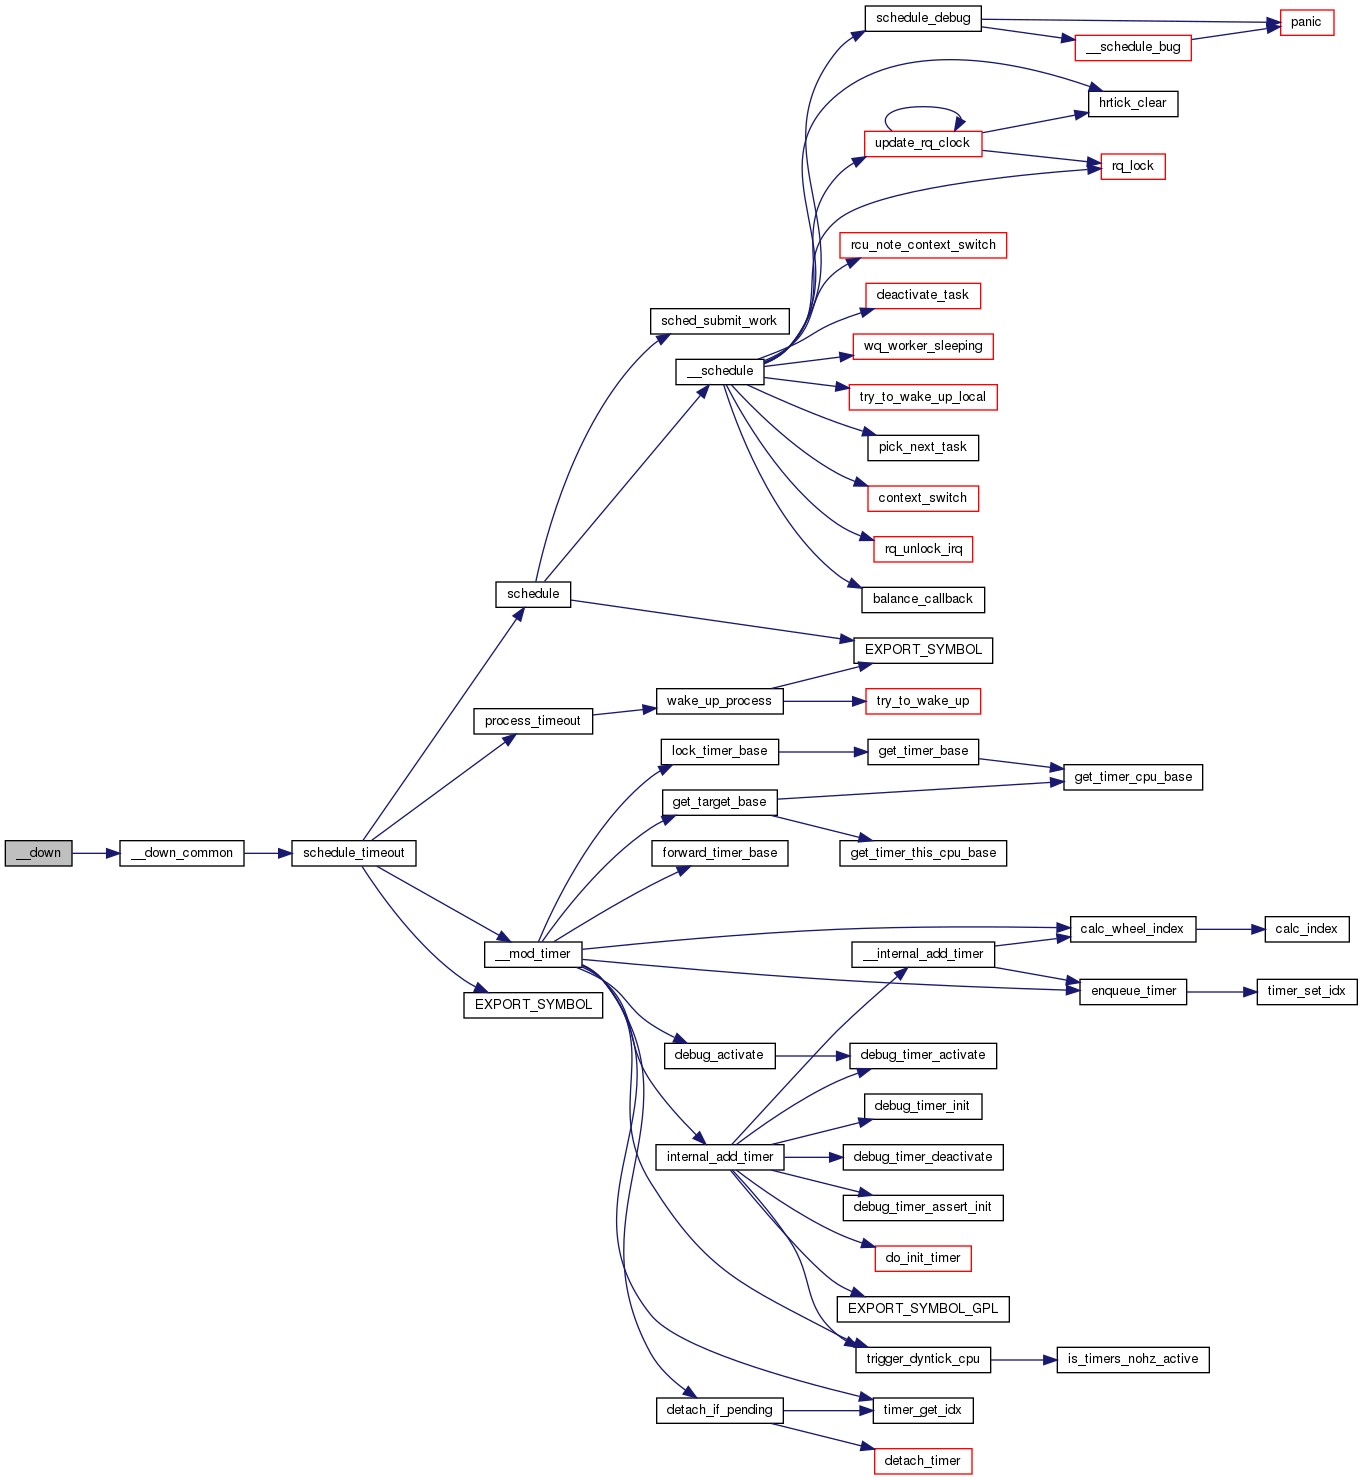 schedule_debug
panic
__schedule_bug
hrtick_clear
update_rq_clock
rq_lock
rcu_note_context_switch
deactivate_task
sched_submit_work
wq_worker_sleeping
__schedule
try_to_wake_up_local
pick_next_task
context_switch
rq_unlock_irq
schedule
balance_callback
EXPORT_SYMBOL
wake_up_process
try_to_wake_up
process_timeout
lock_timer_base
get_timer_base
get_timer_cpu_base
get_target_base
__down
__down_common
schedule_timeout
forward_timer_base
get_timer_this_cpu_base
calc_wheel_index
calc_index
__mod_timer
__internal_add_timer
enqueue_timer
timer_set_idx
EXPORT_SYMBOL
debug_activate
debug_timer_activate
debug_timer_init
internal_add_timer
debug_timer_deactivate
debug_timer_assert_init
do_init_timer
EXPORT_SYMBOL_GPL
trigger_dyntick_cpu
is_timers_nohz_active
detach_if_pending
timer_get_idx
detach_timer